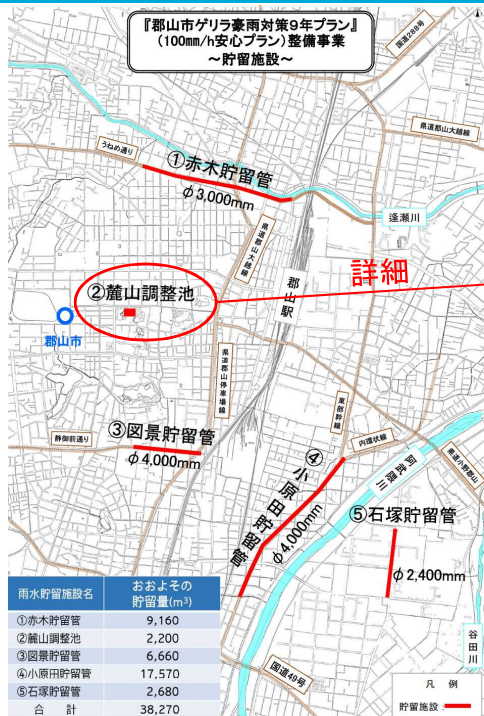 『郡山市ゲリラ豪雨対策9年プラン』
(100mm/h安心プラン)整備事業
～貯留施設～
国道288号
県道郡山大越線
うねめ通り
①赤木貯留管
φ3,000mm
逢瀬川
県道郡山大越線
詳細
②麓山調整池
郡山駅
郡山市
県道郡山停車場線
東部幹線
静御前通り
③図景貯留管
φ4,000mm
内環状線
県道小野郡山
④小原田貯留管
φ4,000mm
阿武隈川
⑤石塚貯留管
φ2,400mm
谷田川
国道49号
雨水貯留施設名 おおよその貯留量(m³)
①赤木貯留管 9,160
②麓山調整池 2,200
③図景貯留管 6,660
④小原田貯留管 17,570
⑤石塚貯留管 2,680
合計 38,270
凡例
貯留施設